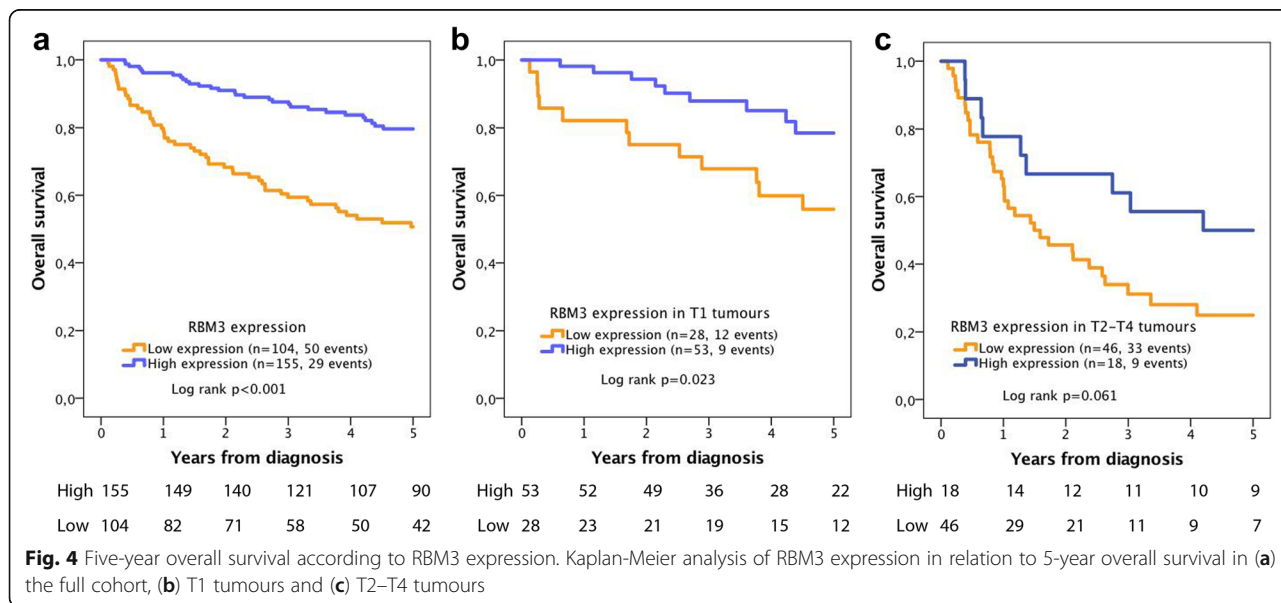 a
1,0
0,8
0,6
0,4
0,2
0,0
Overall survival
RBM3 expression
Low expression (n=104, 50 events)
High expression (n=155, 29 events)
Log rank p<0.001
0 1 2 3 4 5
Years from diagnosis
High 155 149 140 121 107 90
Low 104 82 71 58 50 42
b
1,0
0,8
0,6
0,4
0,2
0,0
Overall survival
RBM3 expression in T1 tumours
Low expression (n=28, 12 events)
High expression (n=53, 9 events)
Log rank p=0.023
0 1 2 3 4 5
Years from diagnosis
High 53 52 49 36 28 22
Low 28 23 21 19 15 12
c
1,0
0,8
0,6
0,4
0,2
0,0
Overall survival
RBM3 expression in T2-T4 tumours
Low expression (n=46, 33 events)
High expression (n=18, 9 events)
Log rank p=0.061
0 1 2 3 4 5
Years from diagnosis
High 18 14 12 11 10 9
Low 46 29 21 11 9 7
Fig. 4 Five-year overall survival according to RBM3 expression. Kaplan-Meier analysis of RBM3 expression in relation to 5-year overall survival in (a)
the full cohort, (b) T1 tumours and (c) T2–T4 tumours